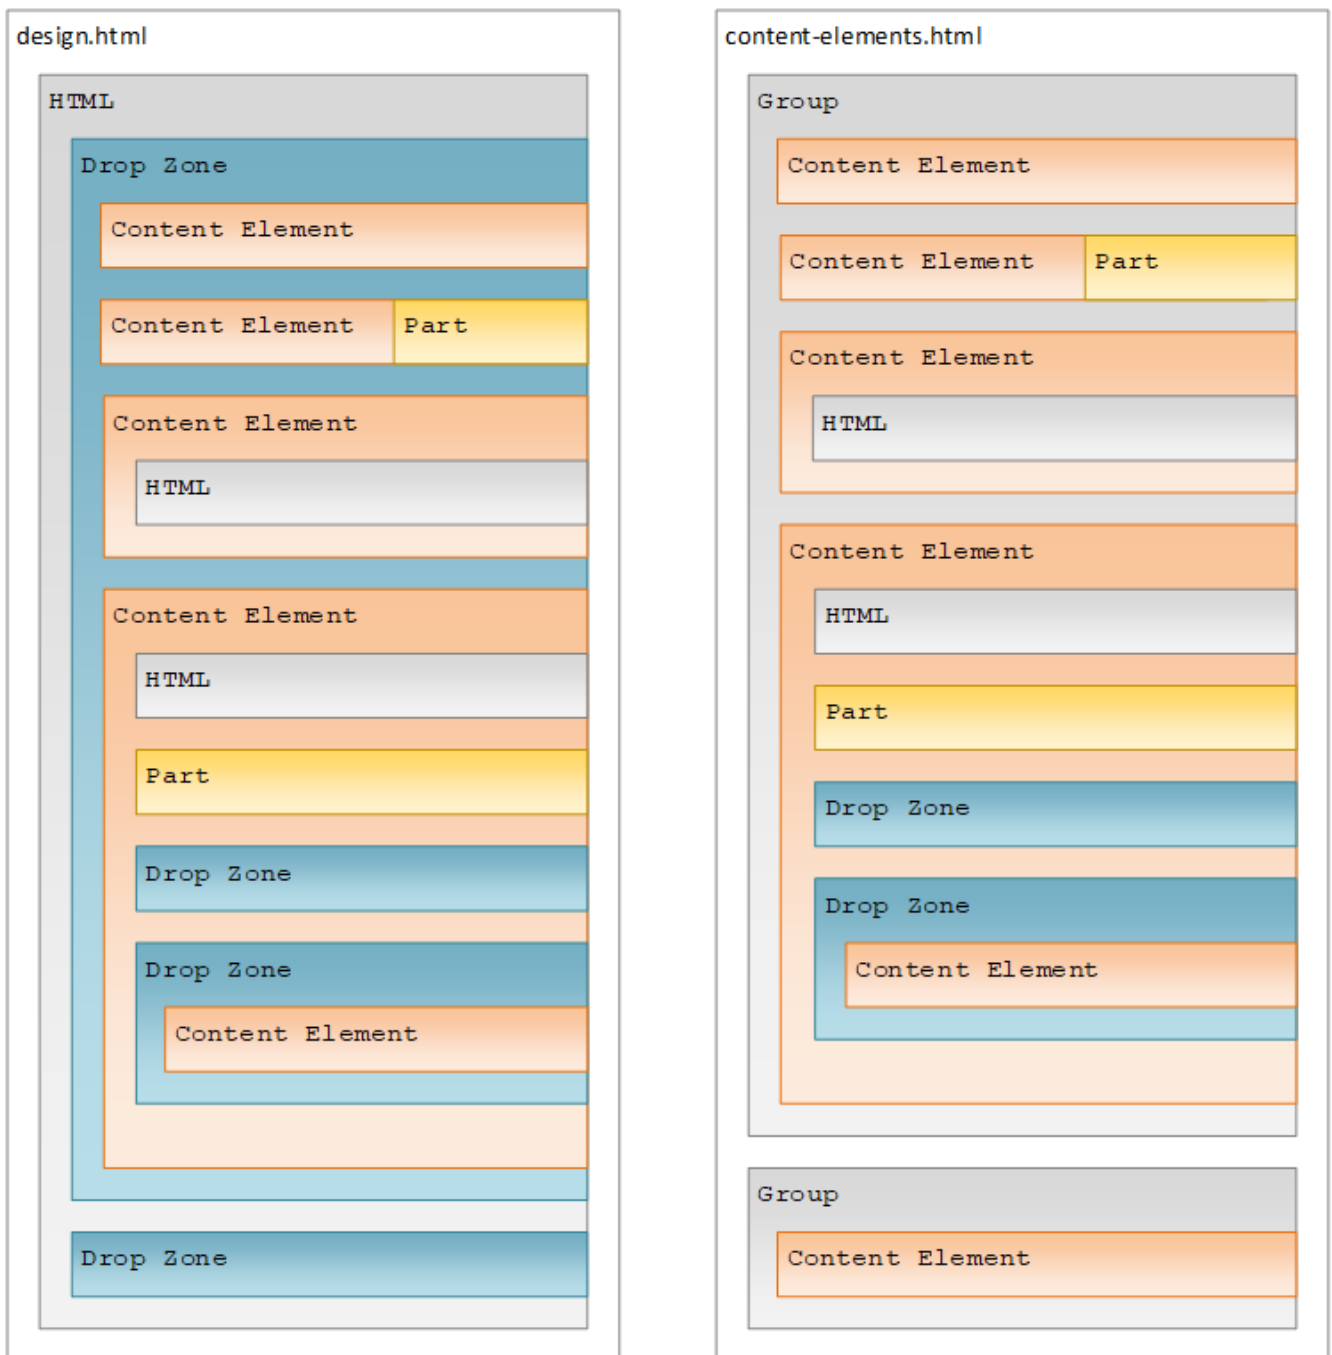 design.html
HTML
Drop Zone
Content Element
Content Element Part
Content Element
HTML
Content Element
HTML
Part
Drop Zone
Drop Zone
Content Element
Drop Zone
content-elements.html
Group
Content Element
Content Element Part
Content Element
HTML
Content Element
HTML
Part
Drop Zone
Drop Zone
Content Element
Group
Content Element